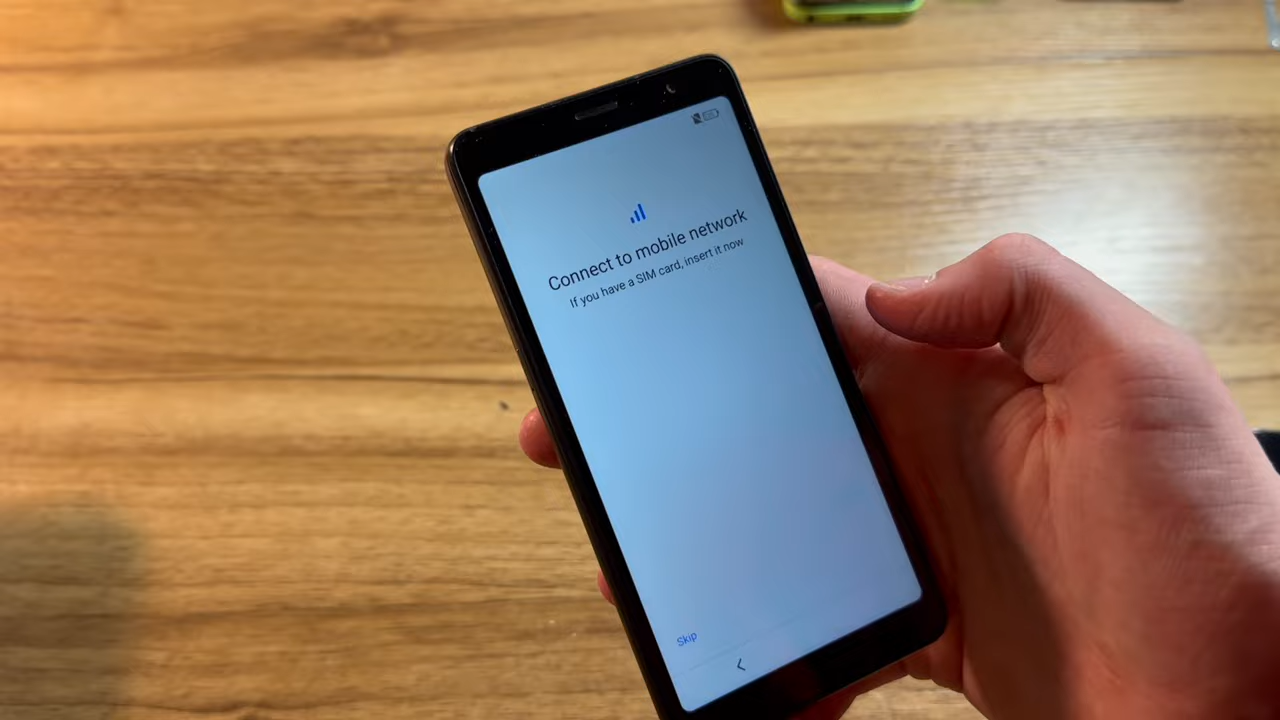 Connect to mobile network
If you have a SIM card, insert it now
Skip